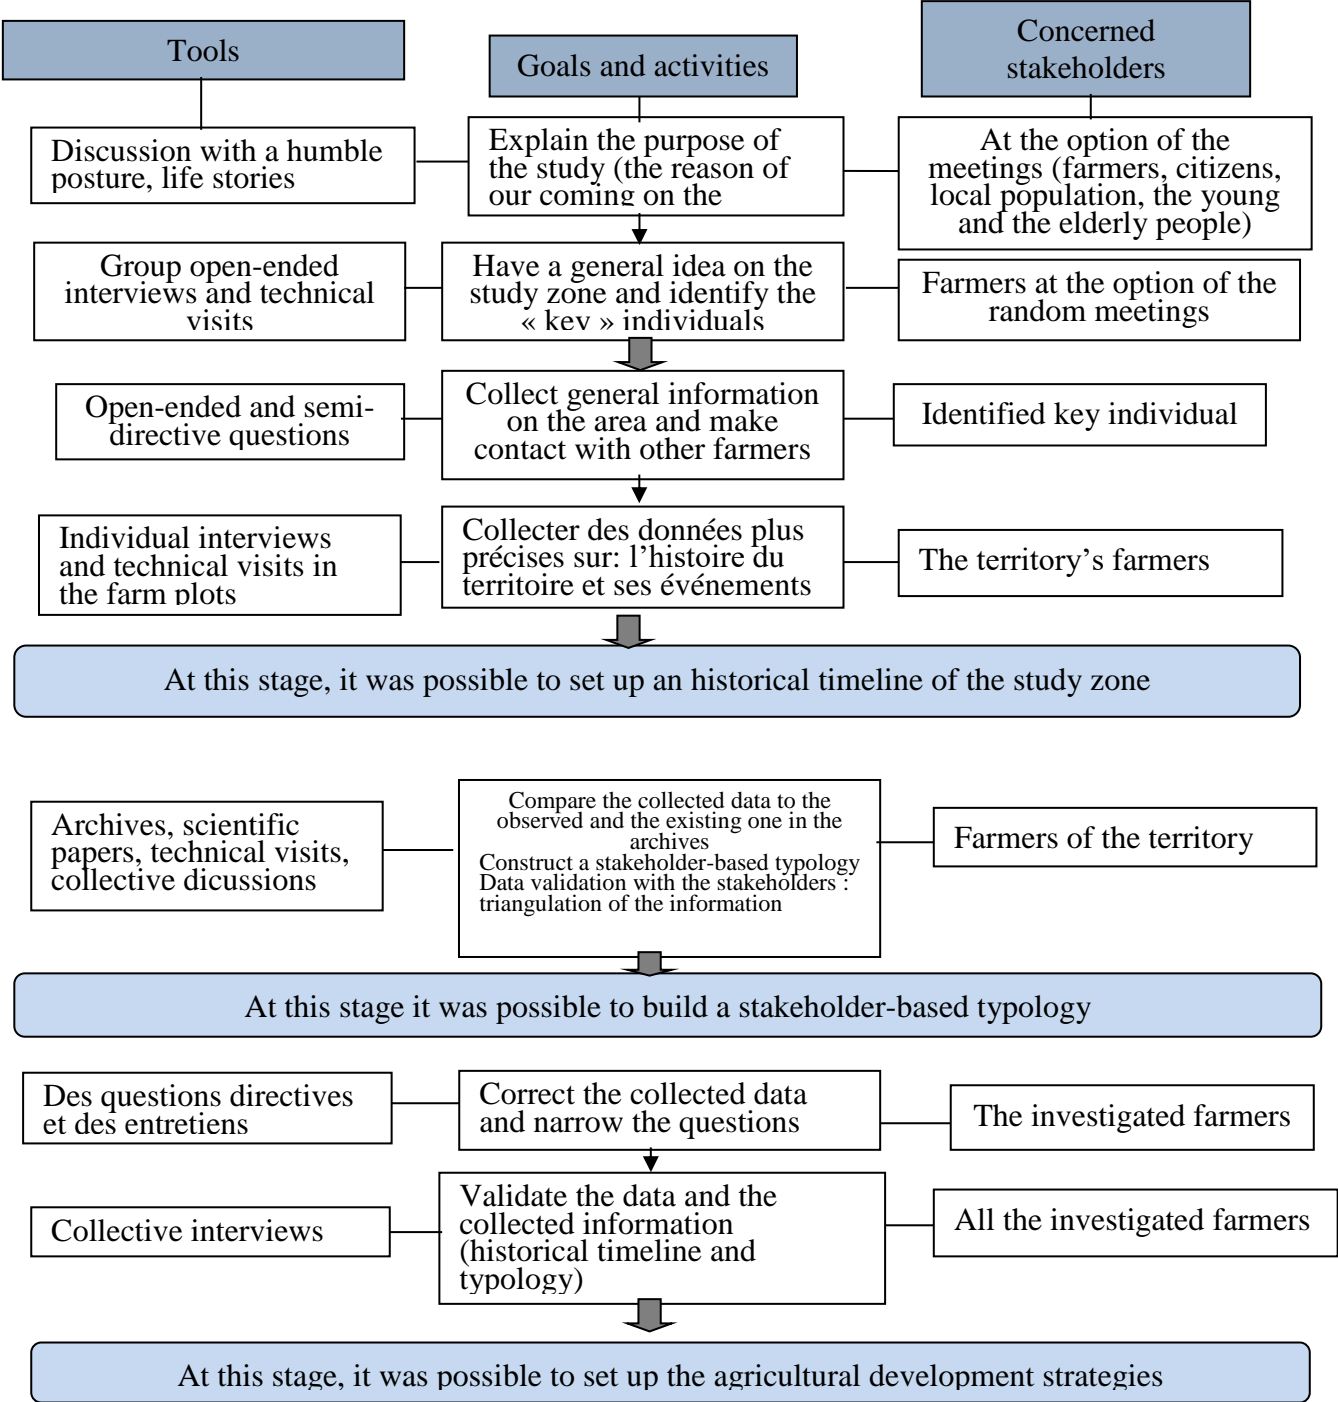 Tools
Goals and activities
Concerned
stakeholders
Discussion with a humble
posture, life stories
Explain the purpose of
the study (the reason of
our coming on the
At the option of the
meetings (farmers, citizens,
local population, the young
and the elderly people)
Group open-ended
interviews and technical
visits
Have a general idea on the
study zone and identify the
« key » individuals
Farmers at the option of the
random meetings
Open-ended and semi-
directive questions
Collect general information
on the area and make
contact with other farmers
Identified key individual
Individual interviews
and technical visits in
the farm plots
Collecter des données plus
précises sur: l’histoire du
territoire et ses événements
The territory’s farmers
At this stage, it was possible to set up an historical timeline of the study zone
Archives, scientific
papers, technical visits,
collective dicussions
Compare the collected data to the
observed and the existing one in the
archives
Construct a stakeholder-based typology
Data validation with the stakeholders :
triangulation of the information
Farmers of the territory
At this stage it was possible to build a stakeholder-based typology
Des questions directives
et des entretiens
Correct the collected data
and narrow the questions
The investigated farmers
Collective interviews
Validate the data and the
collected information
(historical timeline and
typology)
All the investigated farmers
At this stage, it was possible to set up the agricultural development strategies